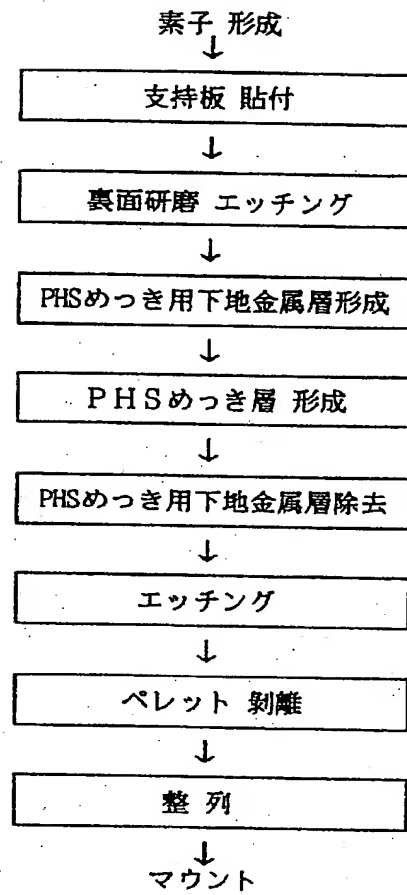 素子 形成
↓
支持板 貼付
↓
裏面研磨 エッチング
↓
PHSめっき用下地金属層形成
↓
PHSめっき層 形成
↓
PHSめっき用下地金属層除去
↓
エッチング
↓
ペレット 剝離
↓
整 列
↓
マウント